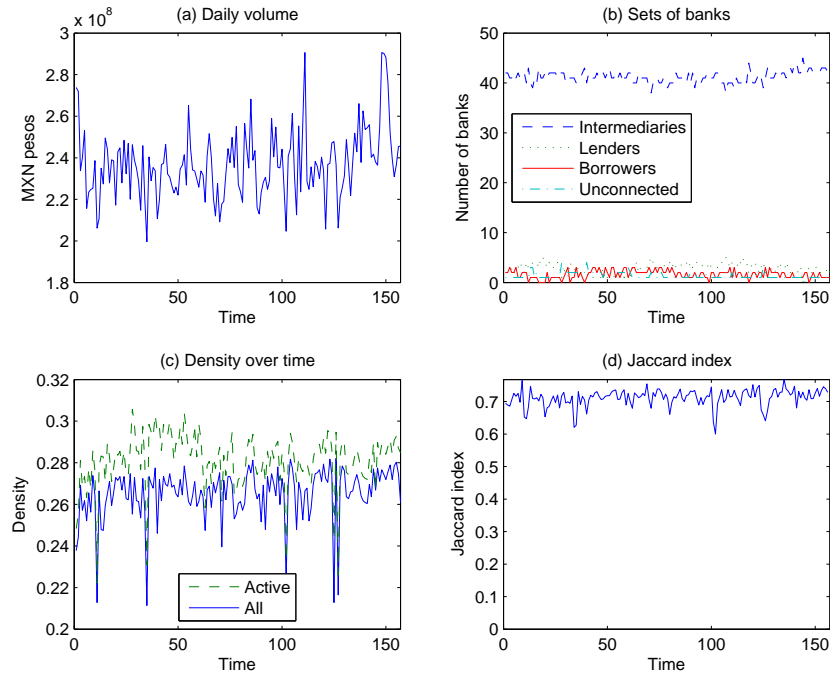 (a) Daily volume
x 10^8
3
2.8
2.6
2.4
2.2
2
1.8
MXN pesos
0 50 100 150
Time
(b) Sets of banks
50
40
30
20
10
0
Number of banks
Intermediaries
Lenders
Borrowers
Unconnected
0 50 100 150
Time
(c) Density over time
0.32
0.3
0.28
0.26
0.24
0.22
0.2
Density
Active
All
0 50 100 150
Time
(d) Jaccard index
0.7
0.6
0.5
0.4
0.3
0.2
0.1
0
Jaccard index
0 50 100 150
Time